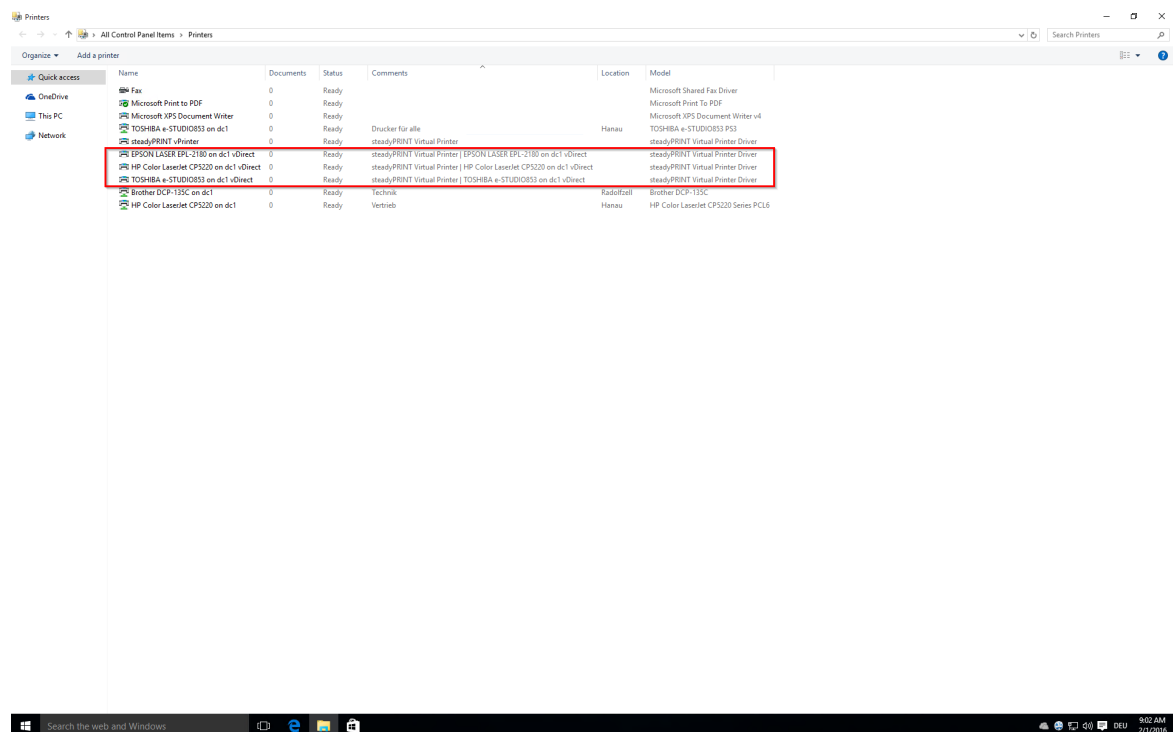 Printers
All Control Panel Items > Printers
Search Printers
Organize Add a printer
Quick access
OneDrive
This PC
Network
Name Documents Status Comments Location Model
Fax 0 Ready Microsoft Shared Fax Driver
Microsoft Print to PDF 0 Ready Microsoft Print To PDF
Microsoft XPS Document Writer 0 Ready Microsoft XPS Document Writer v4
TOSHIBA e-STUDIO853 on dc1 0 Ready Drucker für alle Hanau TOSHIBA e-STUDIO853 PS3
steadyPRINT vPrinter 0 Ready steadyPRINT Virtual Printer steadyPRINT Virtual Printer Driver
EPSON LASER EPL-2180 on dc1 vDirect 0 Ready steadyPRINT Virtual Printer | EPSON LASER EPL-2180 on dc1 vDirect steadyPRINT Virtual Printer Driver
HP Color LaserJet CP5220 on dc1 vDirect 0 Ready steadyPRINT Virtual Printer | HP Color LaserJet CP5220 on dc1 vDirect steadyPRINT Virtual Printer Driver
TOSHIBA e-STUDIO853 on dc1 vDirect 0 Ready steadyPRINT Virtual Printer | TOSHIBA e-STUDIO853 on dc1 vDirect steadyPRINT Virtual Printer Driver
Brother DCP-135C on dc1 0 Ready Technik Radolfzell Brother DCP-135C
HP Color LaserJet CP5220 on dc1 0 Ready Vertrieb Hanau HP Color LaserJet CP5220 Series PCL6
Search the web and Windows
DEU
9:02 AM
2/1/2016